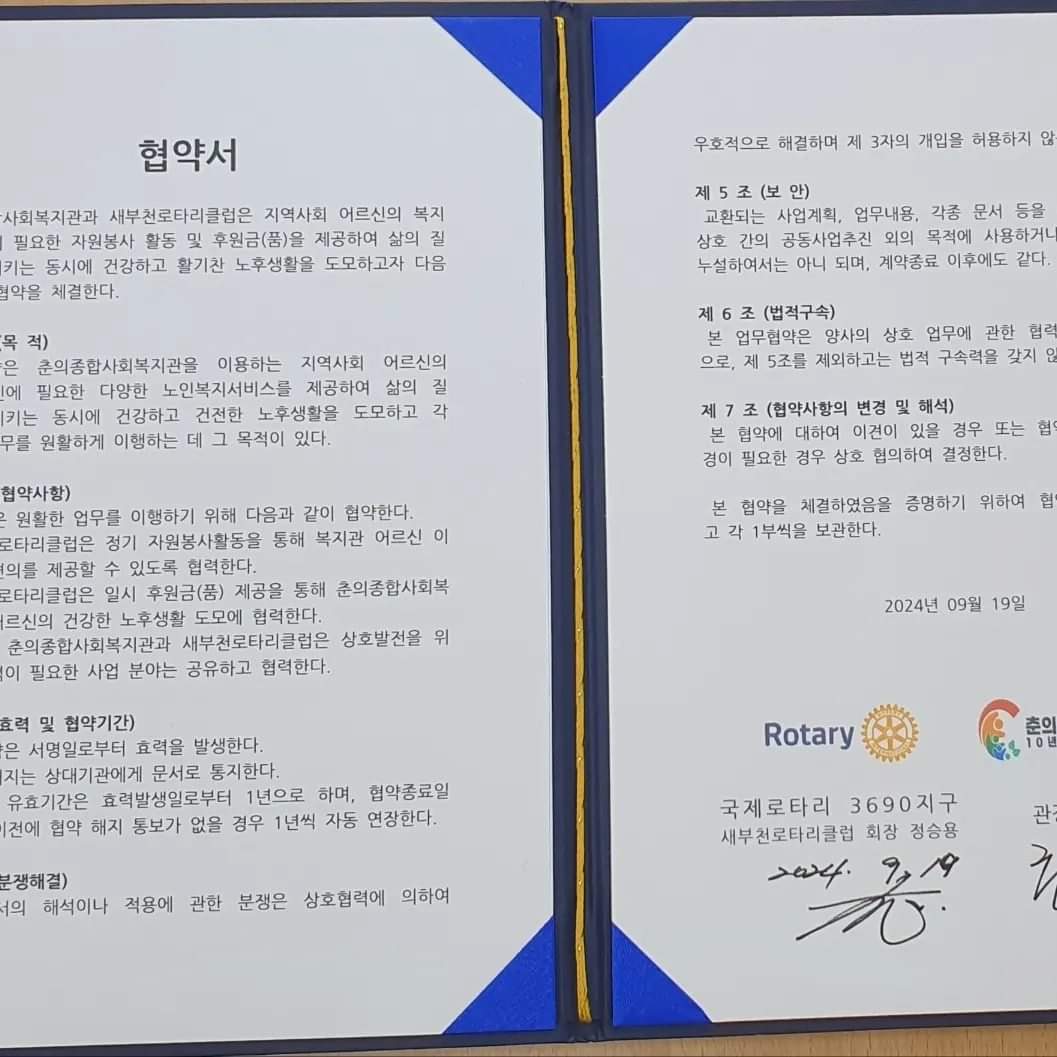 협약서
사회복지관과 새부천로타리클럽은 지역사회 어르신의 복지
필요한 자원봉사 활동 및 후원금(품)을 제공하여 삶의 질
키는 동시에 건강하고 활기찬 노후생활을 도모하고자 다음
협약을 체결한다.
(목 적)
은 춘의종합사회복지관을 이용하는 지역사회 어르신의
에 필요한 다양한 노인복지서비스를 제공하여 삶의 질
키는 동시에 건강하고 건전한 노후생활을 도모하고 각
무를 원활하게 이행하는 데 그 목적이 있다.
협약사항)
은 원활한 업무를 이행하기 위해 다음과 같이 협약한다.
로타리클럽은 정기 자원봉사활동을 통해 복지관 어르신 이
편의를 제공할 수 있도록 협력한다.
로타리클럽은 일시 후원금(품) 제공을 통해 춘의종합사회복
어르신의 건강한 노후생활 도모에 협력한다.
춘의종합사회복지관과 새부천로타리클럽은 상호발전을 위
이 필요한 사업 분야는 공유하고 협력한다.
효력 및 협약기간)
약은 서명일로부터 효력을 발생한다.
해지는 상대기관에게 문서로 통지한다.
유효기간은 효력발생일로부터 1년으로 하며, 협약종료일
이전에 협약 해지 통보가 없을 경우 1년씩 자동 연장한다.
분쟁해결)
서의 해석이나 적용에 관한 분쟁은 상호협력에 의하여
우호적으로 해결하며 제 3자의 개입을 허용하지 않
제 5 조 (보 안)
교환되는 사업계획, 업무내용, 각종 문서 등을
상호 간의 공동사업추진 외의 목적에 사용하거나
누설하여서는 아니 되며, 계약종료 이후에도 같다.
제 6 조 (법적구속)
본 업무협약은 양사의 상호 업무에 관한 협력
으로, 제 5조를 제외하고는 법적 구속력을 갖지 않
제 7 조 (협약사항의 변경 및 해석)
본 협약에 대하여 이견이 있을 경우 또는 협약
경이 필요한 경우 상호 협의하여 결정한다.
본 협약을 체결하였음을 증명하기 위하여 협약
고 각 1부씩을 보관한다.
2024년 09월 19일
Rotary
춘의
10년
국제로타리 3690지구
새부천로타리클럽 회장 정승용
관장
2024. 9. 19